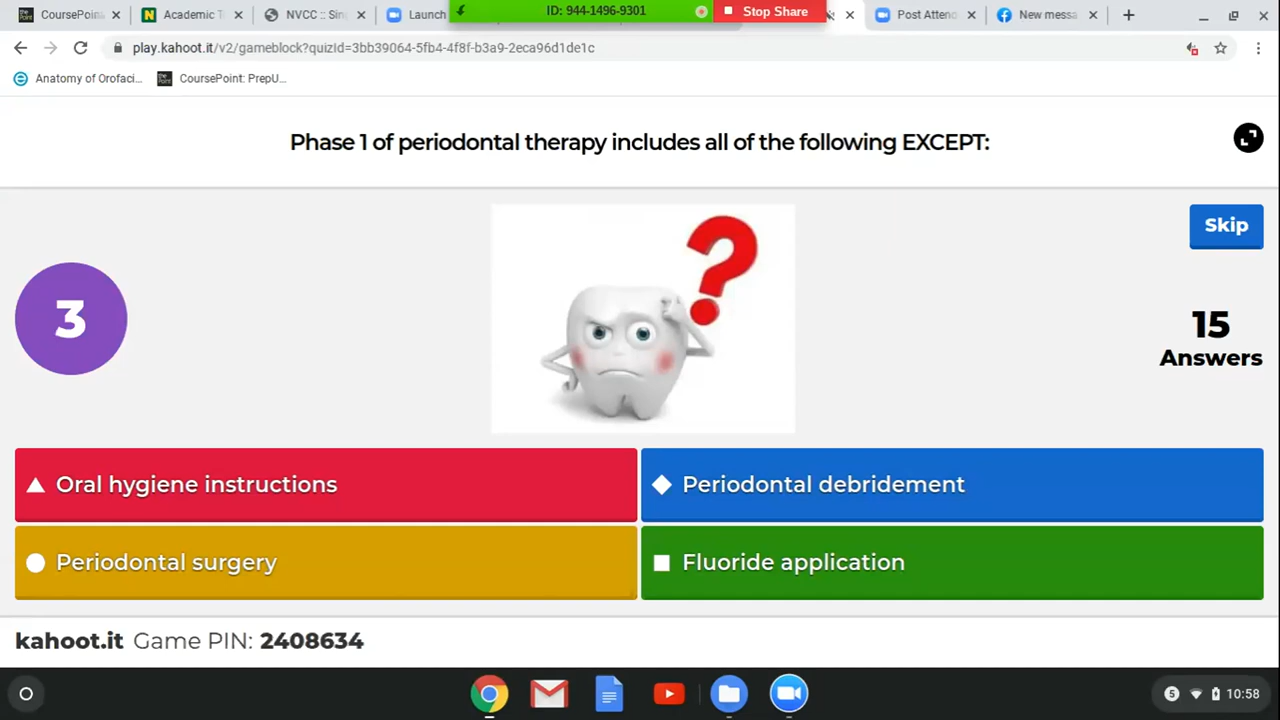 CoursePoin
Academic T
NVCC :: Sin
Launch
ID: 944-1496-9301
Stop Share
Post Atteno
New messa
play.kahoot.it/v2/gameblock?quizId=3bb39064-5fb4-4f8f-b3a9-2eca96d1de1c
Anatomy of Orofaci...
CoursePoint: PrepU...
Phase 1 of periodontal therapy includes all of the following EXCEPT:
Skip
3
15
Answers
Oral hygiene instructions
Periodontal debridement
Periodontal surgery
Fluoride application
kahoot.it Game PIN: 2408634
5
10:58